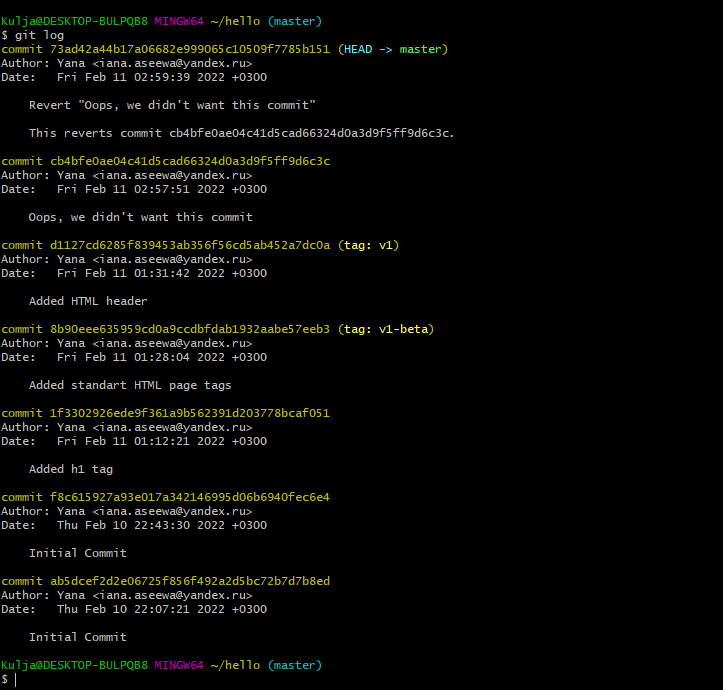 Kulja@DESKTOP-BULPQB8 MINGW64 ~/hello (master)
$ git log
commit 73ad42a44b17a06682e999065c10509f7785b151 (HEAD -> master)
Author: Yana <iana.aseewa@yandex.ru>
Date:   Fri Feb 11 02:59:39 2022 +0300

    Revert "Oops, we didn't want this commit"

    This reverts commit cb4bfe0ae04c41d5cad66324d0a3d9f5ff9d6c3c.

commit cb4bfe0ae04c41d5cad66324d0a3d9f5ff9d6c3c
Author: Yana <iana.aseewa@yandex.ru>
Date:   Fri Feb 11 02:57:51 2022 +0300

    Oops, we didn't want this commit

commit d1127cd6285f839453ab356f56cd5ab452a7dc0a (tag: v1)
Author: Yana <iana.aseewa@yandex.ru>
Date:   Fri Feb 11 01:31:42 2022 +0300

    Added HTML header

commit 8b90eee635959cd0a9ccdbfdab1932aabe57eeb3 (tag: v1-beta)
Author: Yana <iana.aseewa@yandex.ru>
Date:   Fri Feb 11 01:28:04 2022 +0300

    Added standart HTML page tags

commit 1f3302926ede9f361a9b562391d203778bcaf051
Author: Yana <iana.aseewa@yandex.ru>
Date:   Fri Feb 11 01:12:21 2022 +0300

    Added h1 tag

commit f8c615927a93e017a342146995d06b6940fec6e4
Author: Yana <iana.aseewa@yandex.ru>
Date:   Thu Feb 10 22:43:30 2022 +0300

    Initial Commit

commit ab5dcef2d2e06725f856f492a2d5bc72b7d7b8ed
Author: Yana <iana.aseewa@yandex.ru>
Date:   Thu Feb 10 22:07:21 2022 +0300

    Initial Commit

Kulja@DESKTOP-BULPQB8 MINGW64 ~/hello (master)
$